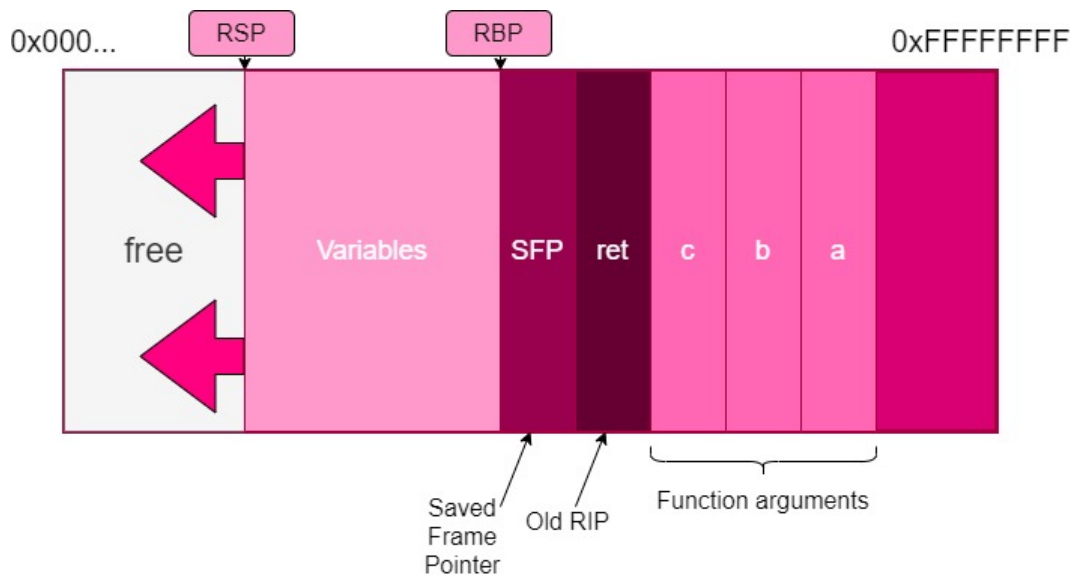 0x000...
RSP
RBP
0xFFFFFFFF
free
Variables
SFP
ret
c
b
a
Saved
Frame
Pointer
Old RIP
Function arguments